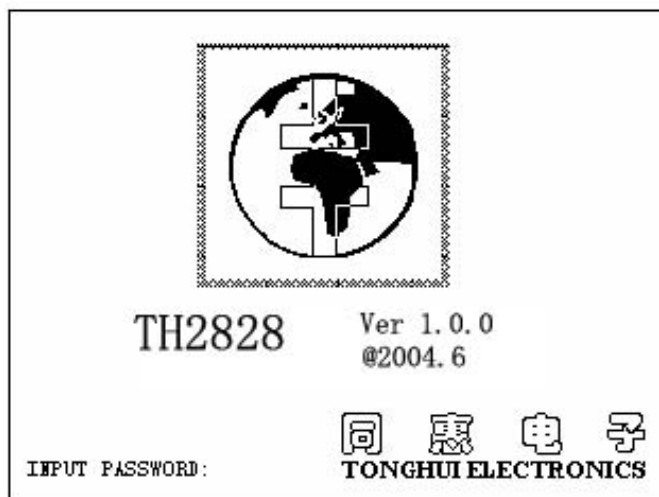 TH2828
Ver 1.0.0
@2004.6
同惠电子
INPUT PASSWORD:
TONGHUI ELECTRONICS